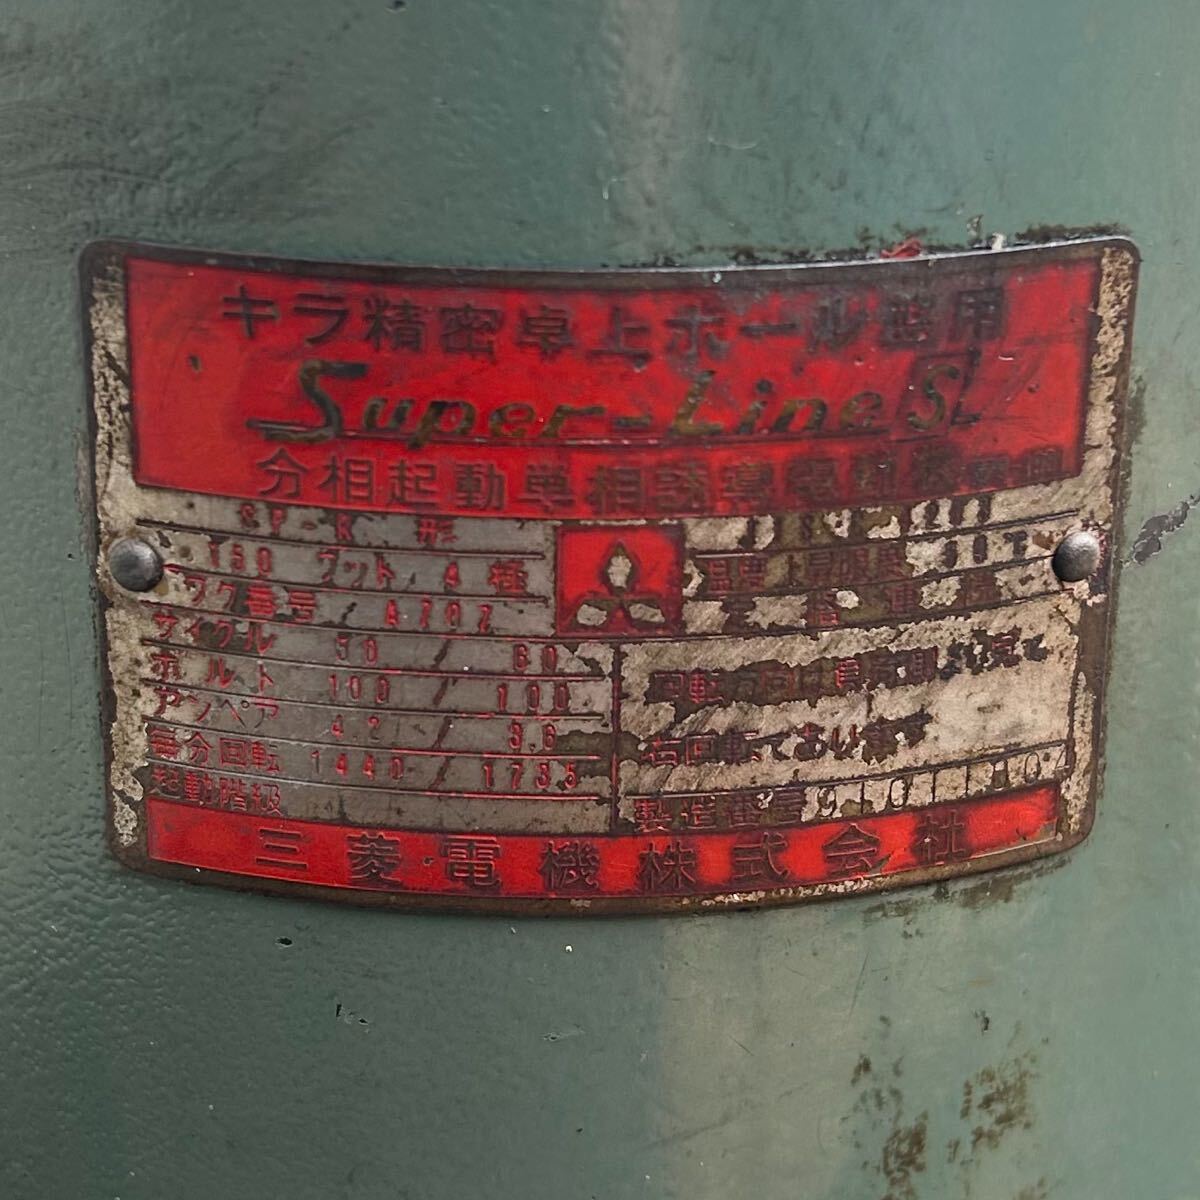 キラ精密卓上ボール盤用
Super-Line SL
分相起動単相誘導電動機
SP-K 形
150 ワット 4 極
ワク番号 4707
サイクル 50 / 60
ボルト 100 / 100
アンペア 4.2 / 3.6
毎分回転 1440 / 1735
起動階級
温度上昇限度
定格 連続
回転方向は負荷側より見て
右回転であります
製造番号
三菱電機株式会社